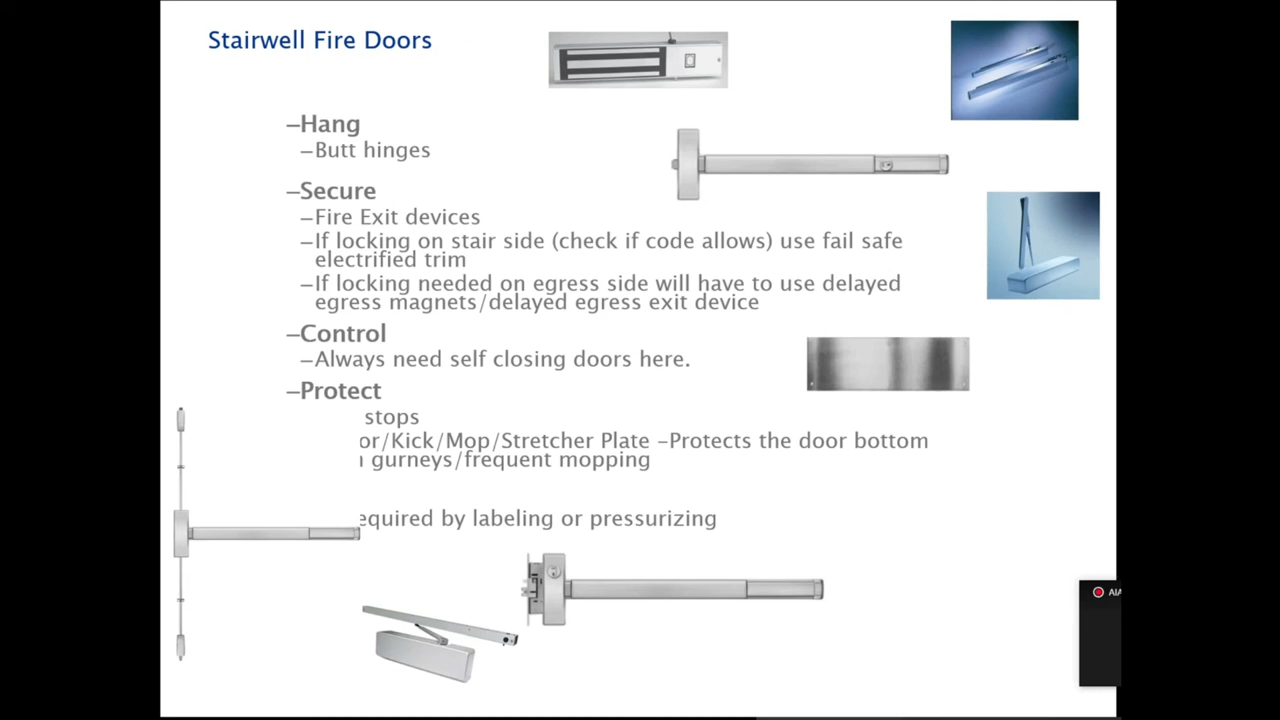 Stairwell Fire Doors
–Hang
–Butt hinges
–Secure
–Fire Exit devices
–If locking on stair side (check if code allows) use fail safe
electrified trim
–If locking needed on egress side will have to use delayed
egress magnets/delayed egress exit device
–Control
–Always need self closing doors here.
–Protect
stops
or/Kick/Mop/Stretcher Plate –Protects the door bottom
gurneys/frequent mopping
equired by labeling or pressurizing
AIA